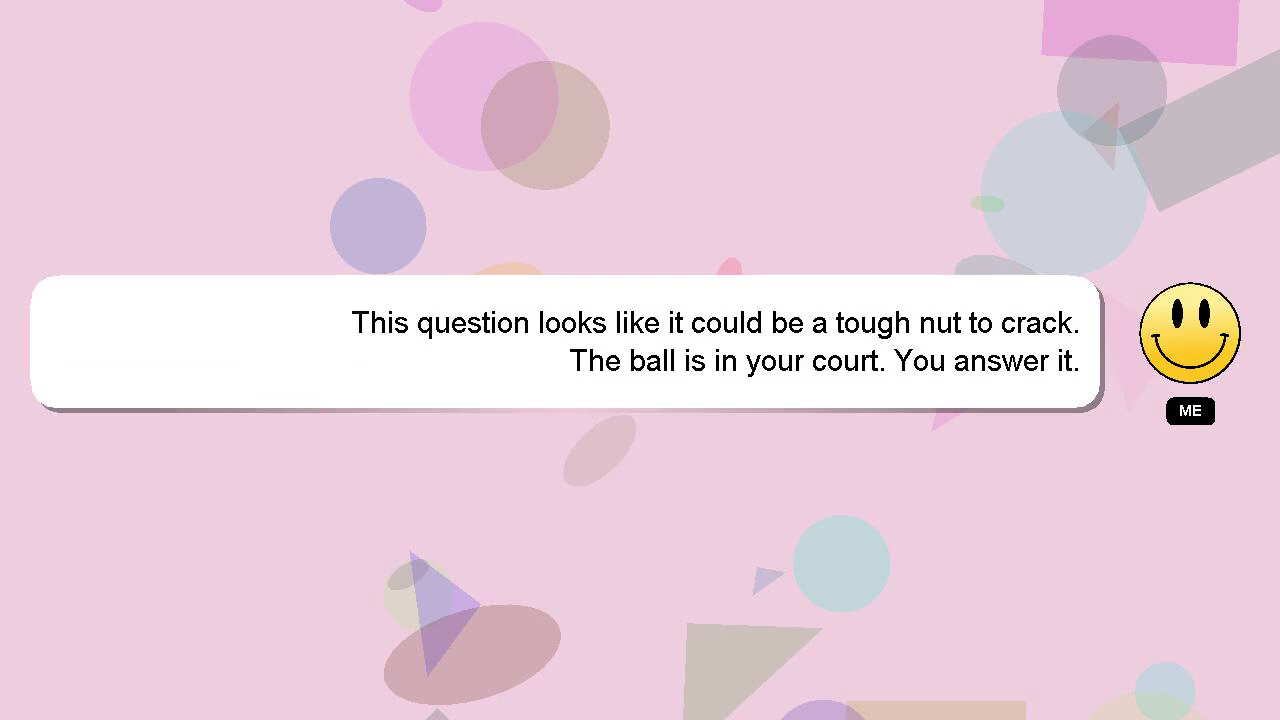 This question looks like it could be a tough nut to crack.
The ball is in your court. You answer it.
ME